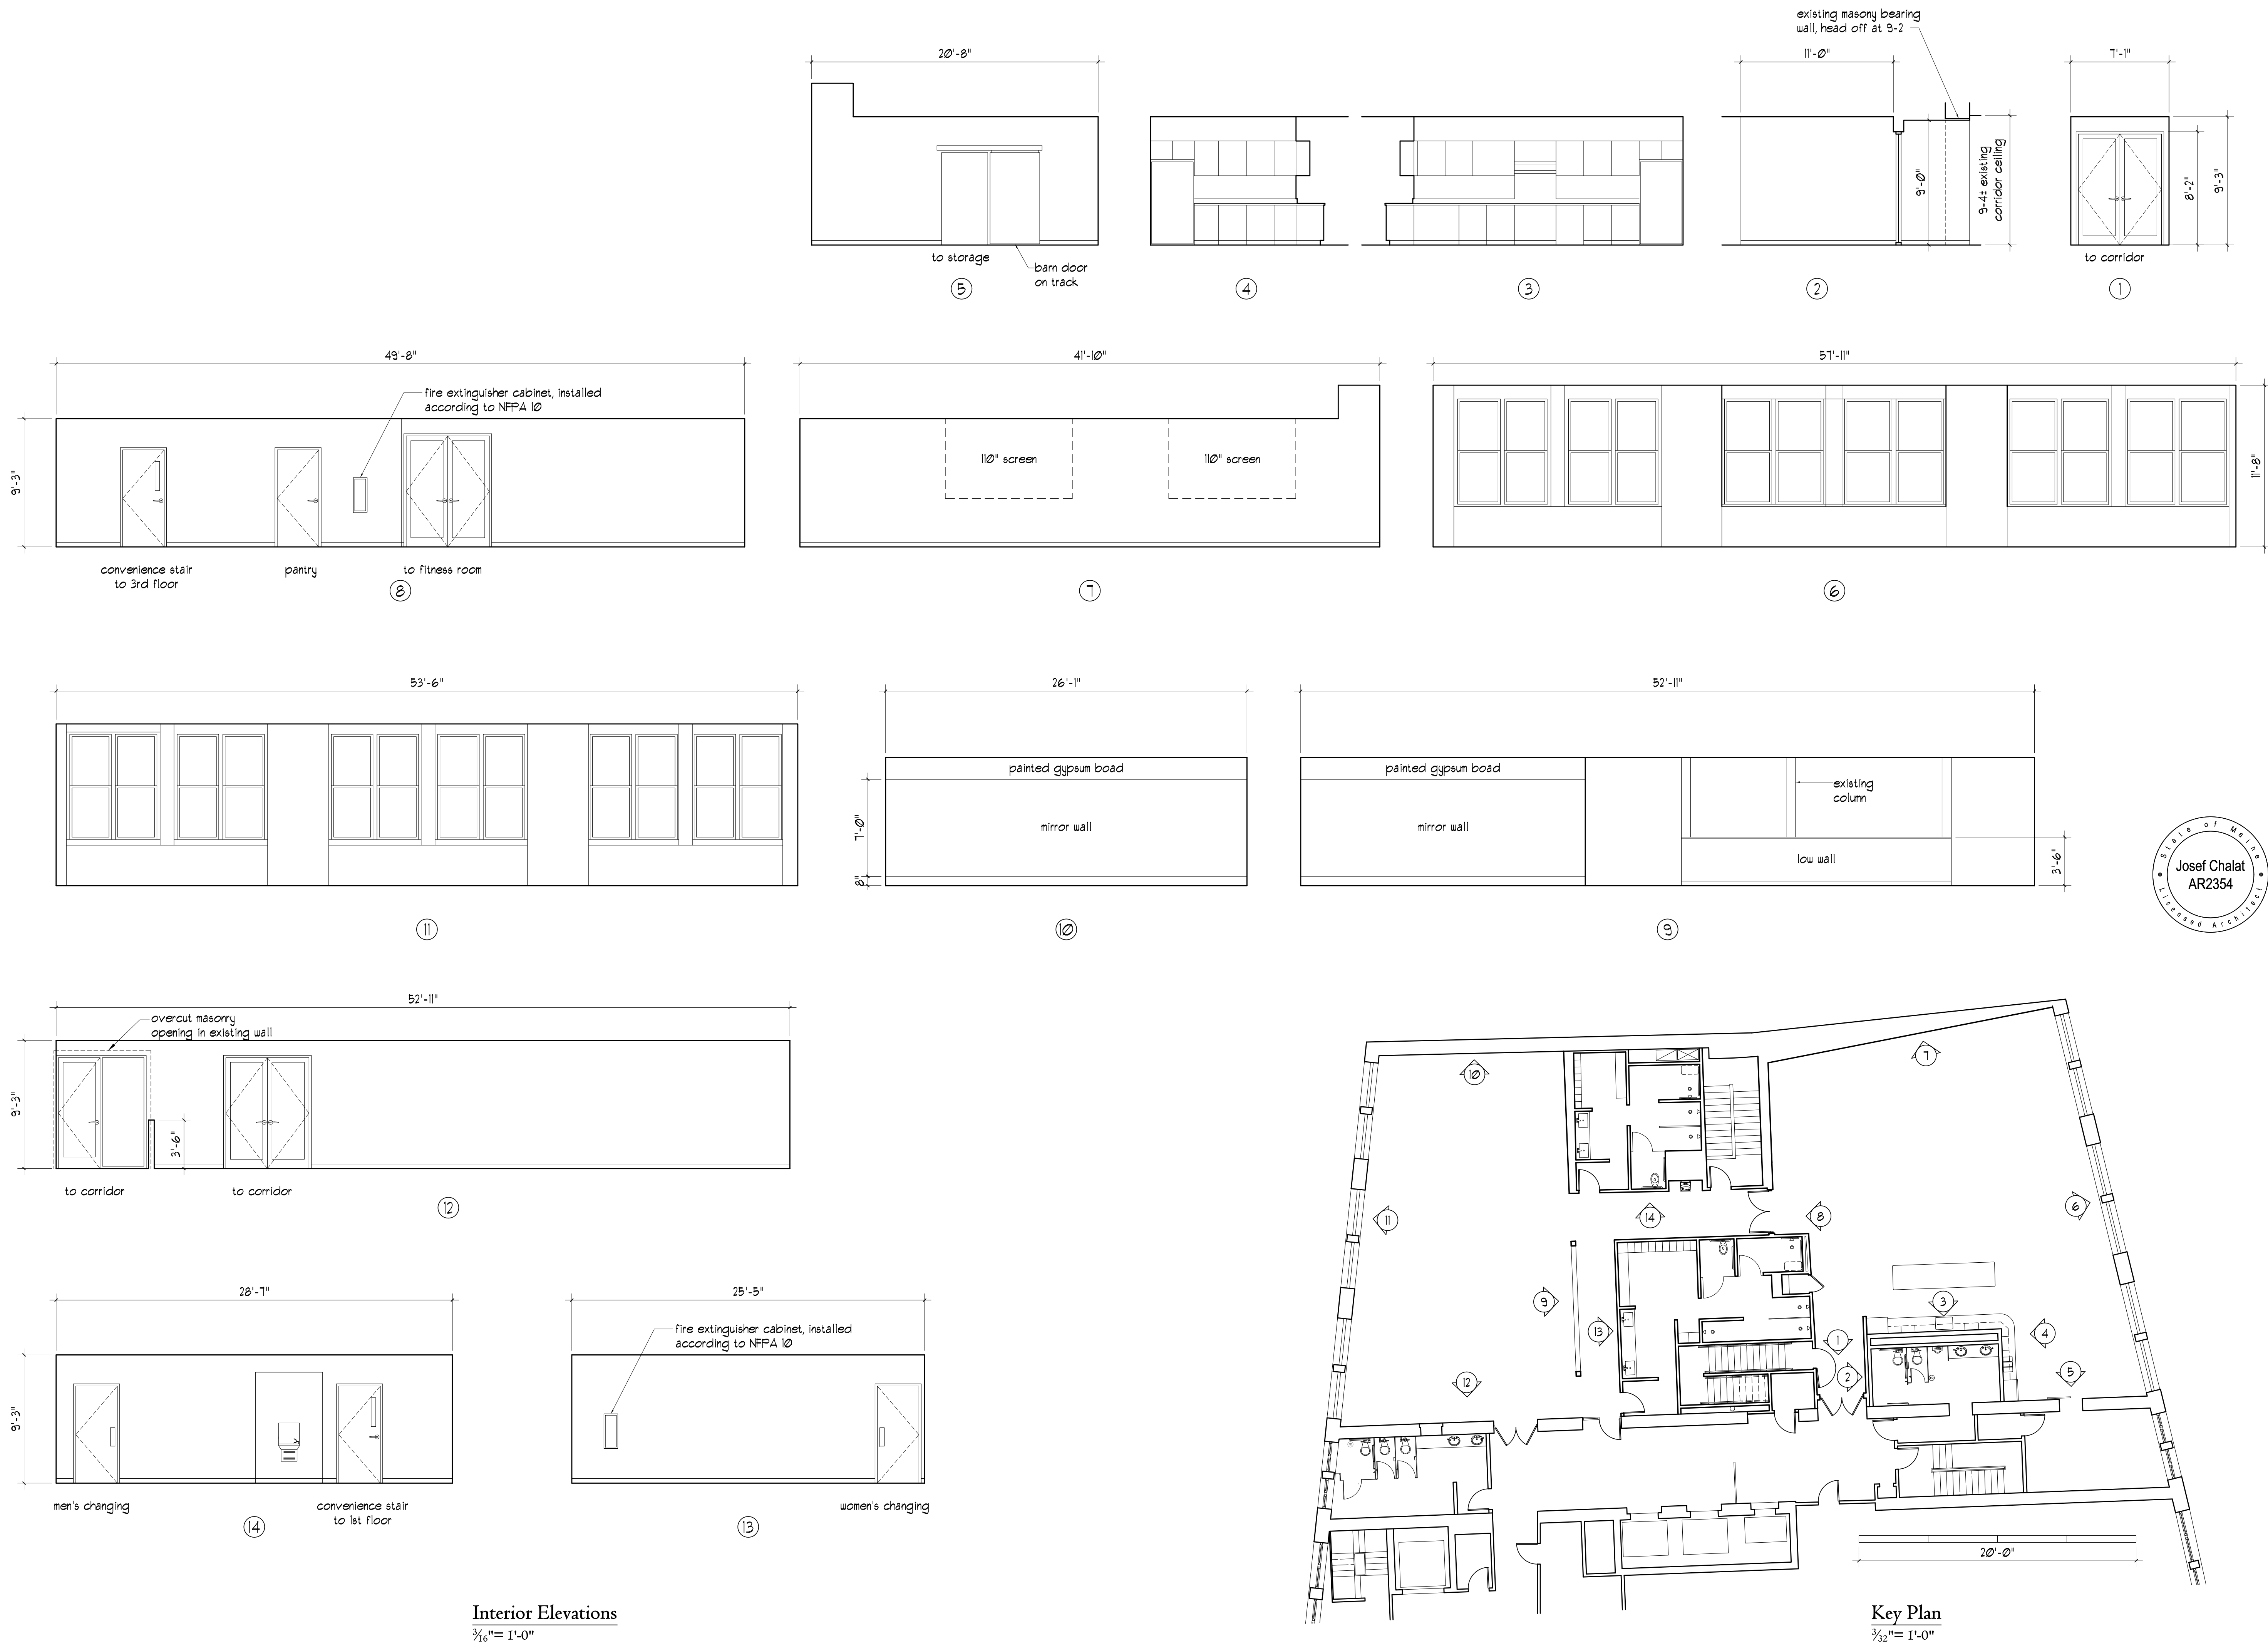 existing masony bearing
wall, head off at 9-2
20'-8"
11'-0"
7'-1"
9'-0"
9-4± existing
corridor ceiling
8'-2"
9'-3"
to storage
barn door
on track
to corridor
5
4
3
2
1
49'-8"
41'-10"
57'-11"
fire extinguisher cabinet, installed
according to NFPA 10
110" screen
110" screen
9'-3"
11'-8"
convenience stair
to 3rd floor
pantry
to fitness room
8
7
6
53'-6"
26'-1"
52'-11"
painted gypsum boad
painted gypsum boad
existing
column
mirror wall
mirror wall
7'-0"
8"
low wall
3'-6"
State of Maine
Josef Chalat
AR2354
Licensed Architect
11
10
9
52'-11"
overcut masonry
opening in existing wall
9'-3"
3'-6"
to corridor
to corridor
12
28'-7"
25'-5"
fire extinguisher cabinet, installed
according to NFPA 10
9'-3"
men's changing
convenience stair
to 1st floor
women's changing
14
13
Interior Elevations
3/16"= 1'-0"
7
10
6
8
14
11
3
9
13
4
1
5
2
12
20'-0"
Key Plan
3/32"= 1'-0"